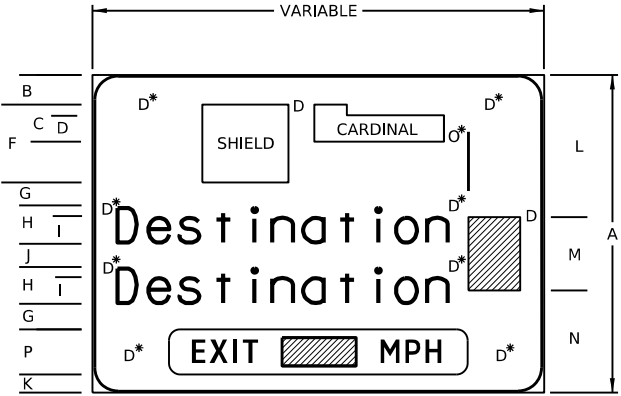 VARIABLE
B D* D D*
C D CARDINAL
F SHIELD O* L
G D* D*
H I Destination D A
J M
H I D* Destination D*
G
P D* EXIT MPH D* N
K